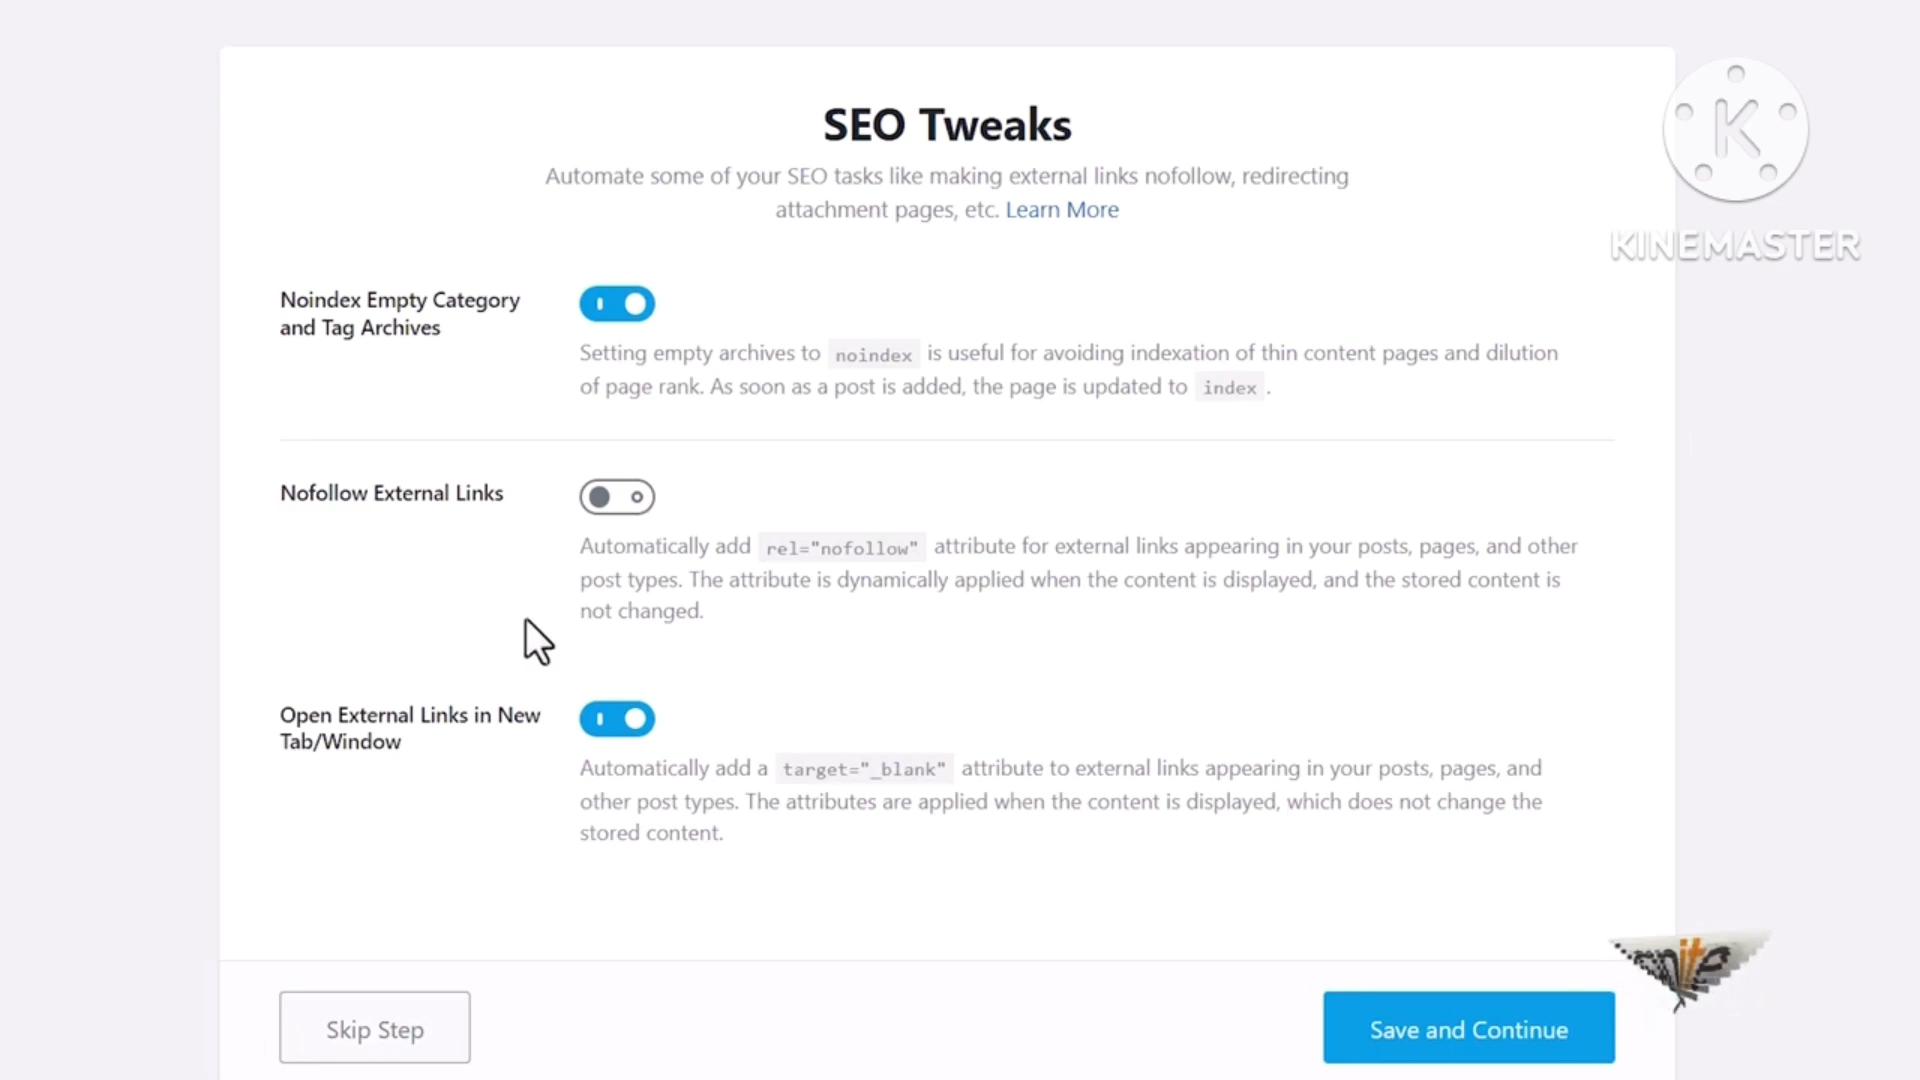 SEO Tweaks
Automate some of your SEO tasks like making external links nofollow, redirecting
attachment pages, etc. Learn More
K
KINEMASTER
Noindex Empty Category
and Tag Archives
Setting empty archives to noindex is useful for avoiding indexation of thin content pages and dilution
of page rank. As soon as a post is added, the page is updated to index .
Nofollow External Links
Automatically add rel="nofollow" attribute for external links appearing in your posts, pages, and other
post types. The attribute is dynamically applied when the content is displayed, and the stored content is
not changed.
Open External Links in New
Tab/Window
Automatically add a target="_blank" attribute to external links appearing in your posts, pages, and
other post types. The attributes are applied when the content is displayed, which does not change the
stored content.
Skip Step
Save and Continue